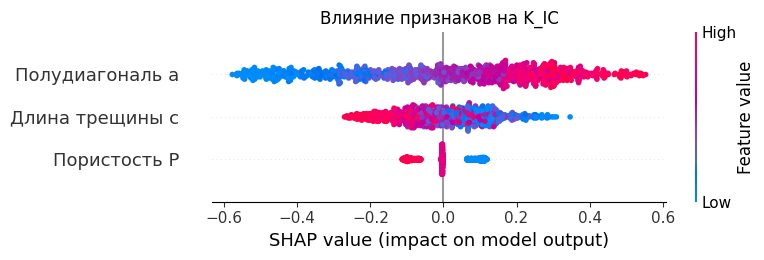 Влияние признаков на K_IC
High
Полудиагональ a
Длина трещины c
Пористость P
Feature value
Low
−0.6 −0.4 −0.2 0.0 0.2 0.4 0.6
SHAP value (impact on model output)